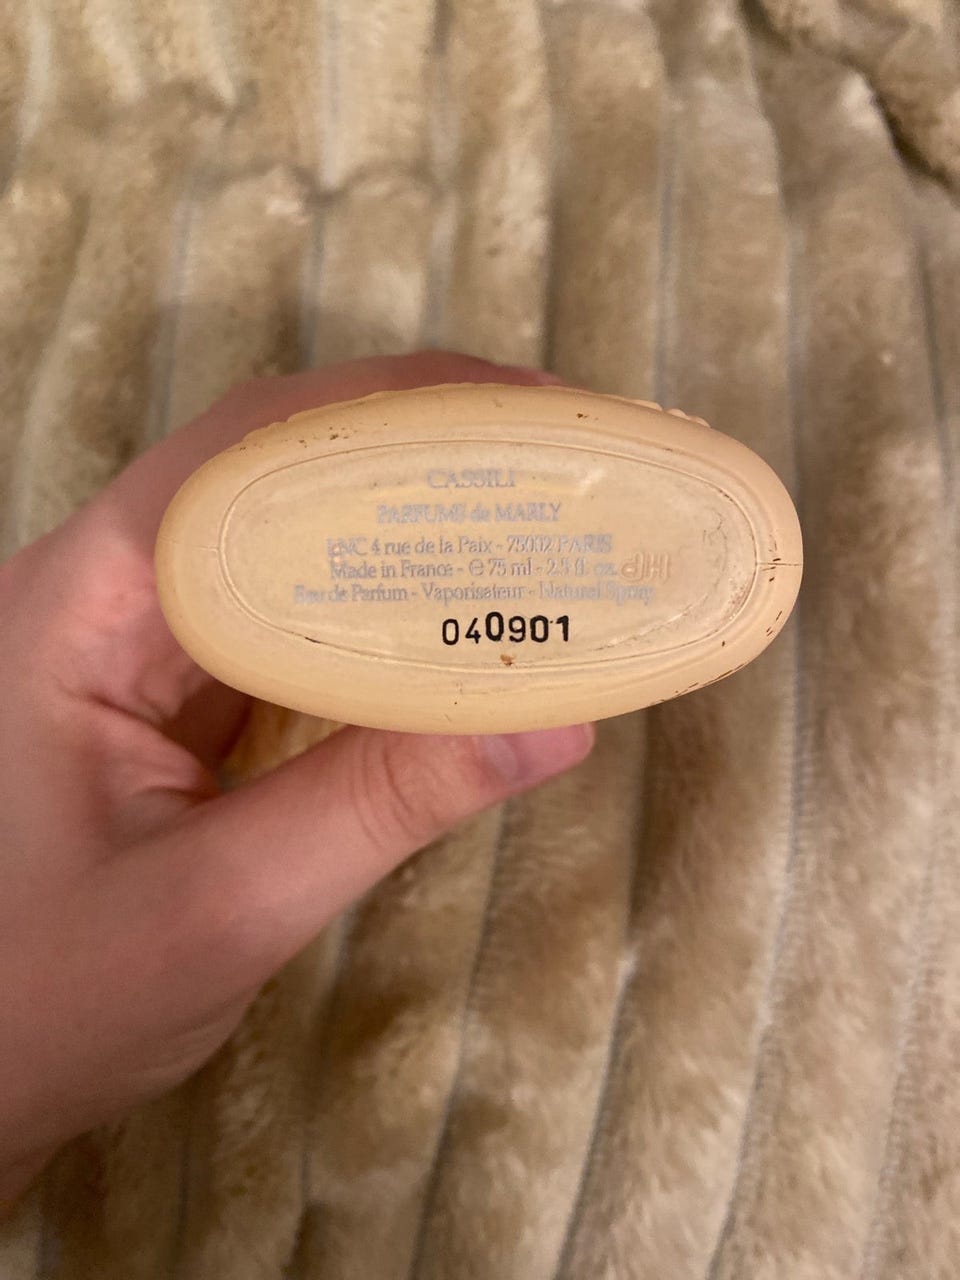 CASSILI
PARFUMS de MARLY
LNC 4 rue de la Paix - 75002 PARIS
Made in France - ℮ 75 ml - 2.5 fl. oz.
Eau de Parfum - Vaporisateur - Natural Spray
040901